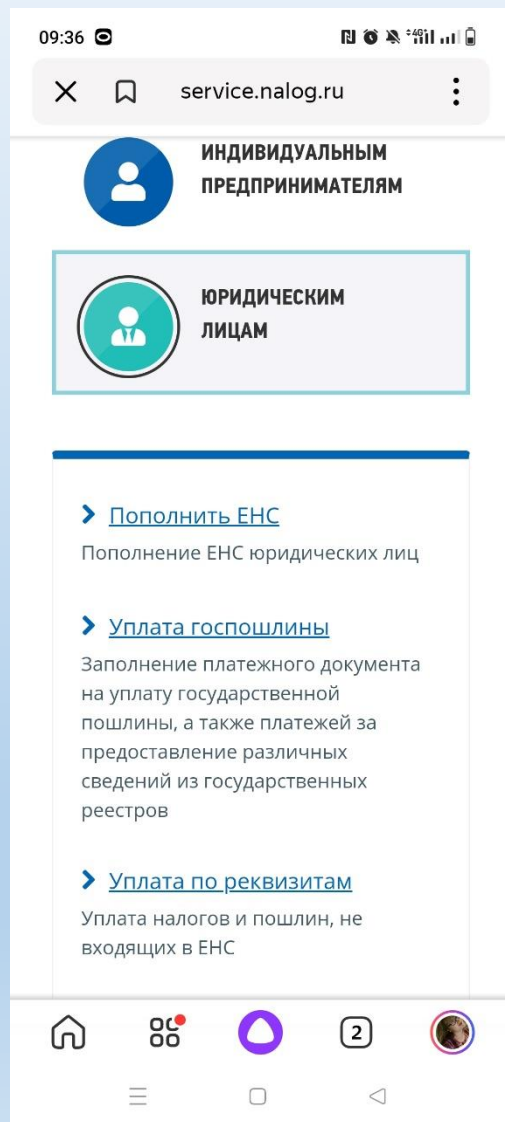 09:36
service.nalog.ru
ИНДИВИДУАЛЬНЫМ
ПРЕДПРИНИМАТЕЛЯМ
ЮРИДИЧЕСКИМ
ЛИЦАМ
Пополнить ЕНС
Пополнение ЕНС юридических лиц
Уплата госпошлины
Заполнение платежного документа
на уплату государственной
пошлины, а также платежей за
предоставление различных
сведений из государственных
реестров
Уплата по реквизитам
Уплата налогов и пошлин, не
входящих в ЕНС
2